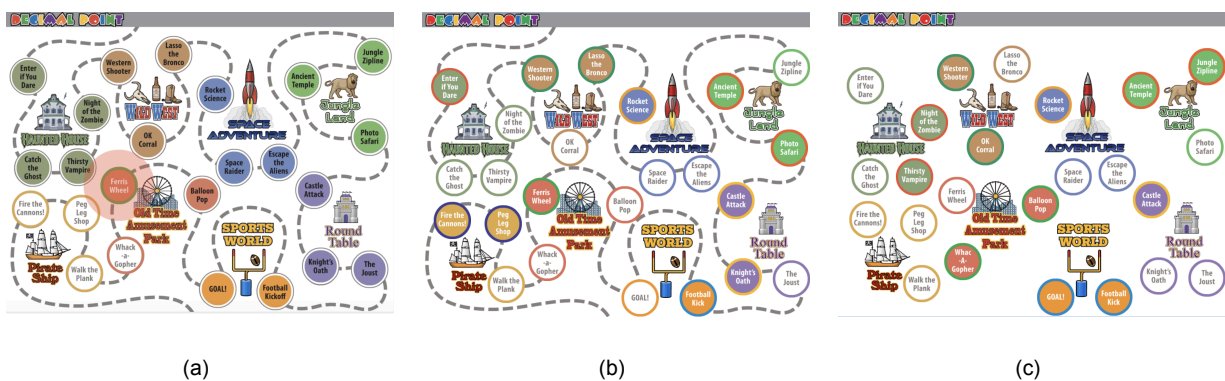 DECIMAL POINT
Enter
if You
Dare
Western
Shooter
Lasso
the
Bronco
Night
of the
Zombie
HAUNTED HOUSE
WILD WEST
OK
Corral
Catch
the
Ghost
Thirsty
Vampire
Rocket
Science
SPACE
ADVENTURE
Space
Raider
Escape
the
Aliens
Ancient
Temple
Jungle
Zipline
JUNGLE
LAND
Photo
Safari
Ferris
Wheel
Old Time
Amusement
Park
Balloon
Pop
Castle
Attack
Fire the
Cannons!
Peg
Leg
Shop
Whack
-a-
Gopher
Pirate
Ship
Walk the
Plank
SPORTS
WORLD
GOAL!
Football
Kickoff
Round
Table
Knight's
Oath
The
Joust
(a)
DECIMAL POINT
Enter
if You
Dare
Western
Shooter
Lasso
the
Bronco
Night
of the
Zombie
HAUNTED HOUSE
WILD WEST
OK
Corral
Catch
the
Ghost
Thirsty
Vampire
Rocket
Science
SPACE
ADVENTURE
Space
Raider
Escape
the
Aliens
Ancient
Temple
Jungle
Zipline
JUNGLE
LAND
Photo
Safari
Ferris
Wheel
Old Time
Amusement
Park
Balloon
Pop
Castle
Attack
Fire the
Cannons!
Peg
Leg
Shop
Whack
-a-
Gopher
Pirate
Ship
Walk the
Plank
SPORTS
WORLD
GOAL!
Football
Kick
Round
Table
Knight's
Oath
The
Joust
(b)
DECIMAL POINT
Enter
if You
Dare
Western
Shooter
Lasso
the
Bronco
Night
of the
Zombie
HAUNTED HOUSE
WILD WEST
OK
Corral
Catch
the
Ghost
Thirsty
Vampire
Rocket
Science
SPACE
ADVENTURE
Space
Raider
Escape
the
Aliens
Ancient
Temple
Jungle
Zipline
JUNGLE
LAND
Photo
Safari
Ferris
Wheel
Old Time
Amusement
Park
Balloon
Pop
Castle
Attack
Fire the
Cannons!
Peg
Leg
Shop
Whac
-A-
Gopher
Pirate
Ship
Walk the
Plank
SPORTS
WORLD
GOAL!
Football
Kick
Round
Table
Knight's
Oath
The
Joust
(c)